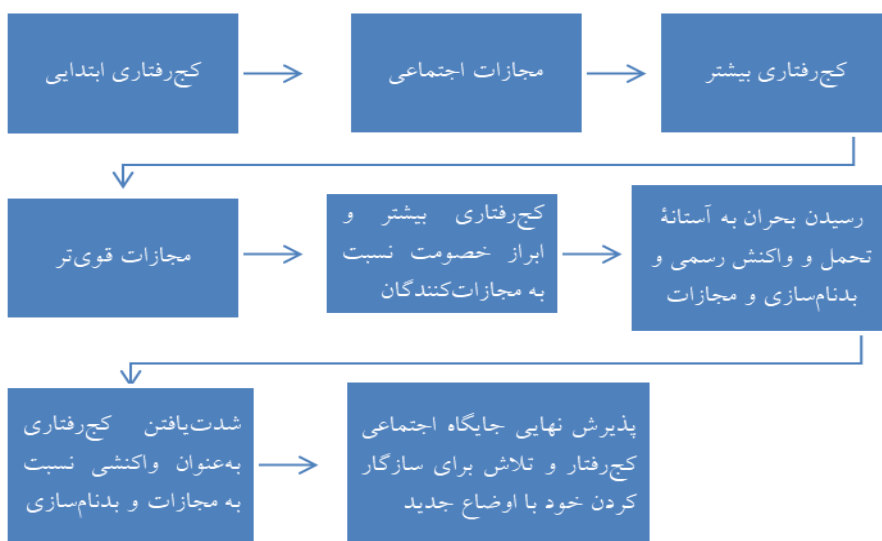 کج‌رفتاری ابتدایی
مجازات اجتماعی
کج‌رفتاری بیشتر
مجازات قوی‌تر
کج‌رفتاری بیشتر و
ابراز خصومت نسبت
به مجازات‌کنندگان
رسیدن بحران به آستانهٔ
تحمل و واکنش رسمی و
بدنام‌سازی و مجازات
شدت‌یافتن کج‌رفتاری
به‌عنوان واکنشی نسبت
به مجازات و بدنام‌سازی
پذیرش نهایی جایگاه اجتماعی
کج‌رفتار و تلاش برای سازگار
کردن خود با اوضاع جدید